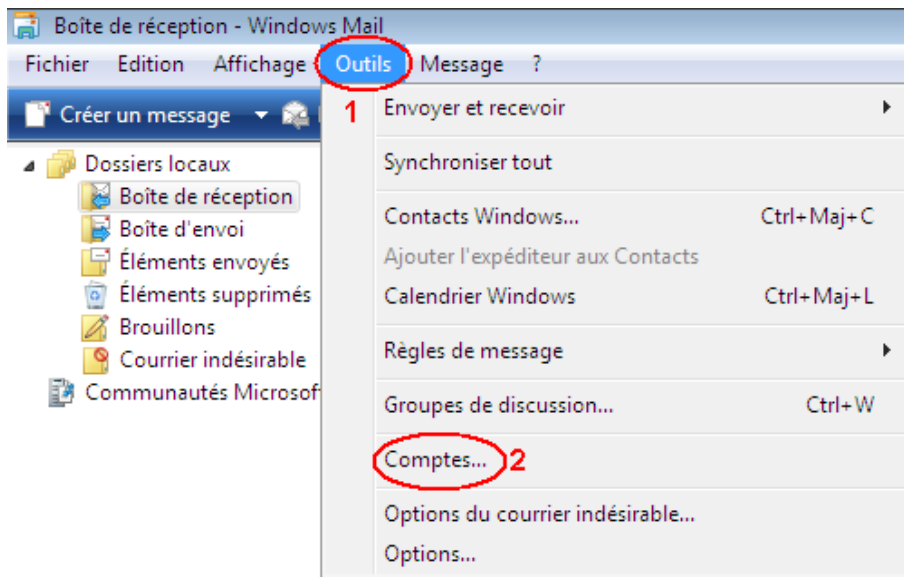 Boîte de réception - Windows Mail
Fichier Edition Affichage Outils Message ?
Créer un message
1
Envoyer et recevoir
Dossiers locaux
Synchroniser tout
Boîte de réception
Contacts Windows... Ctrl+Maj+C
Boîte d'envoi
Éléments envoyés
Ajouter l'expéditeur aux Contacts
Éléments supprimés
Calendrier Windows Ctrl+Maj+L
Brouillons
Courrier indésirable
Règles de message
Communautés Microsof
Groupes de discussion... Ctrl+W
Comptes... 2
Options du courrier indésirable...
Options...